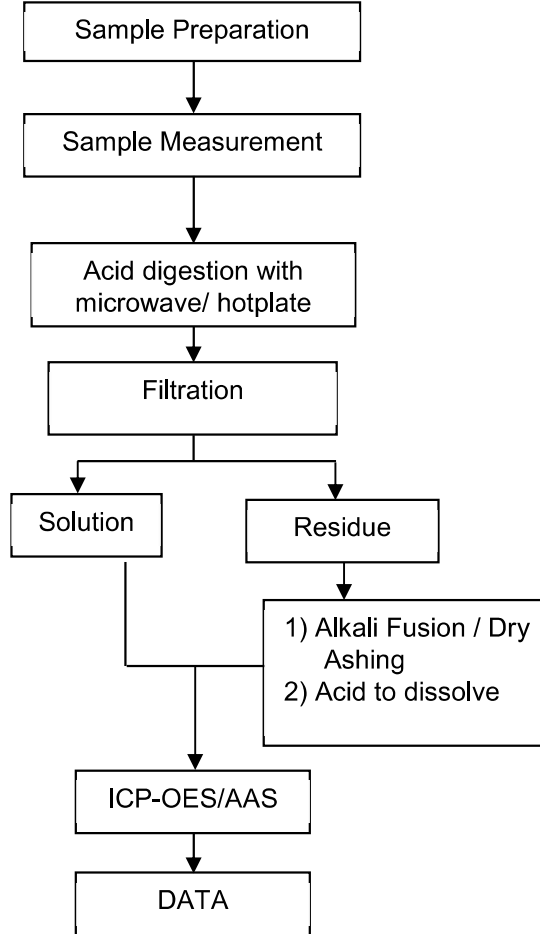 Sample Preparation
Sample Measurement
Acid digestion with
microwave/ hotplate
Filtration
Solution
Residue
1) Alkali Fusion / Dry
Ashing
2) Acid to dissolve
ICP-OES/AAS
DATA